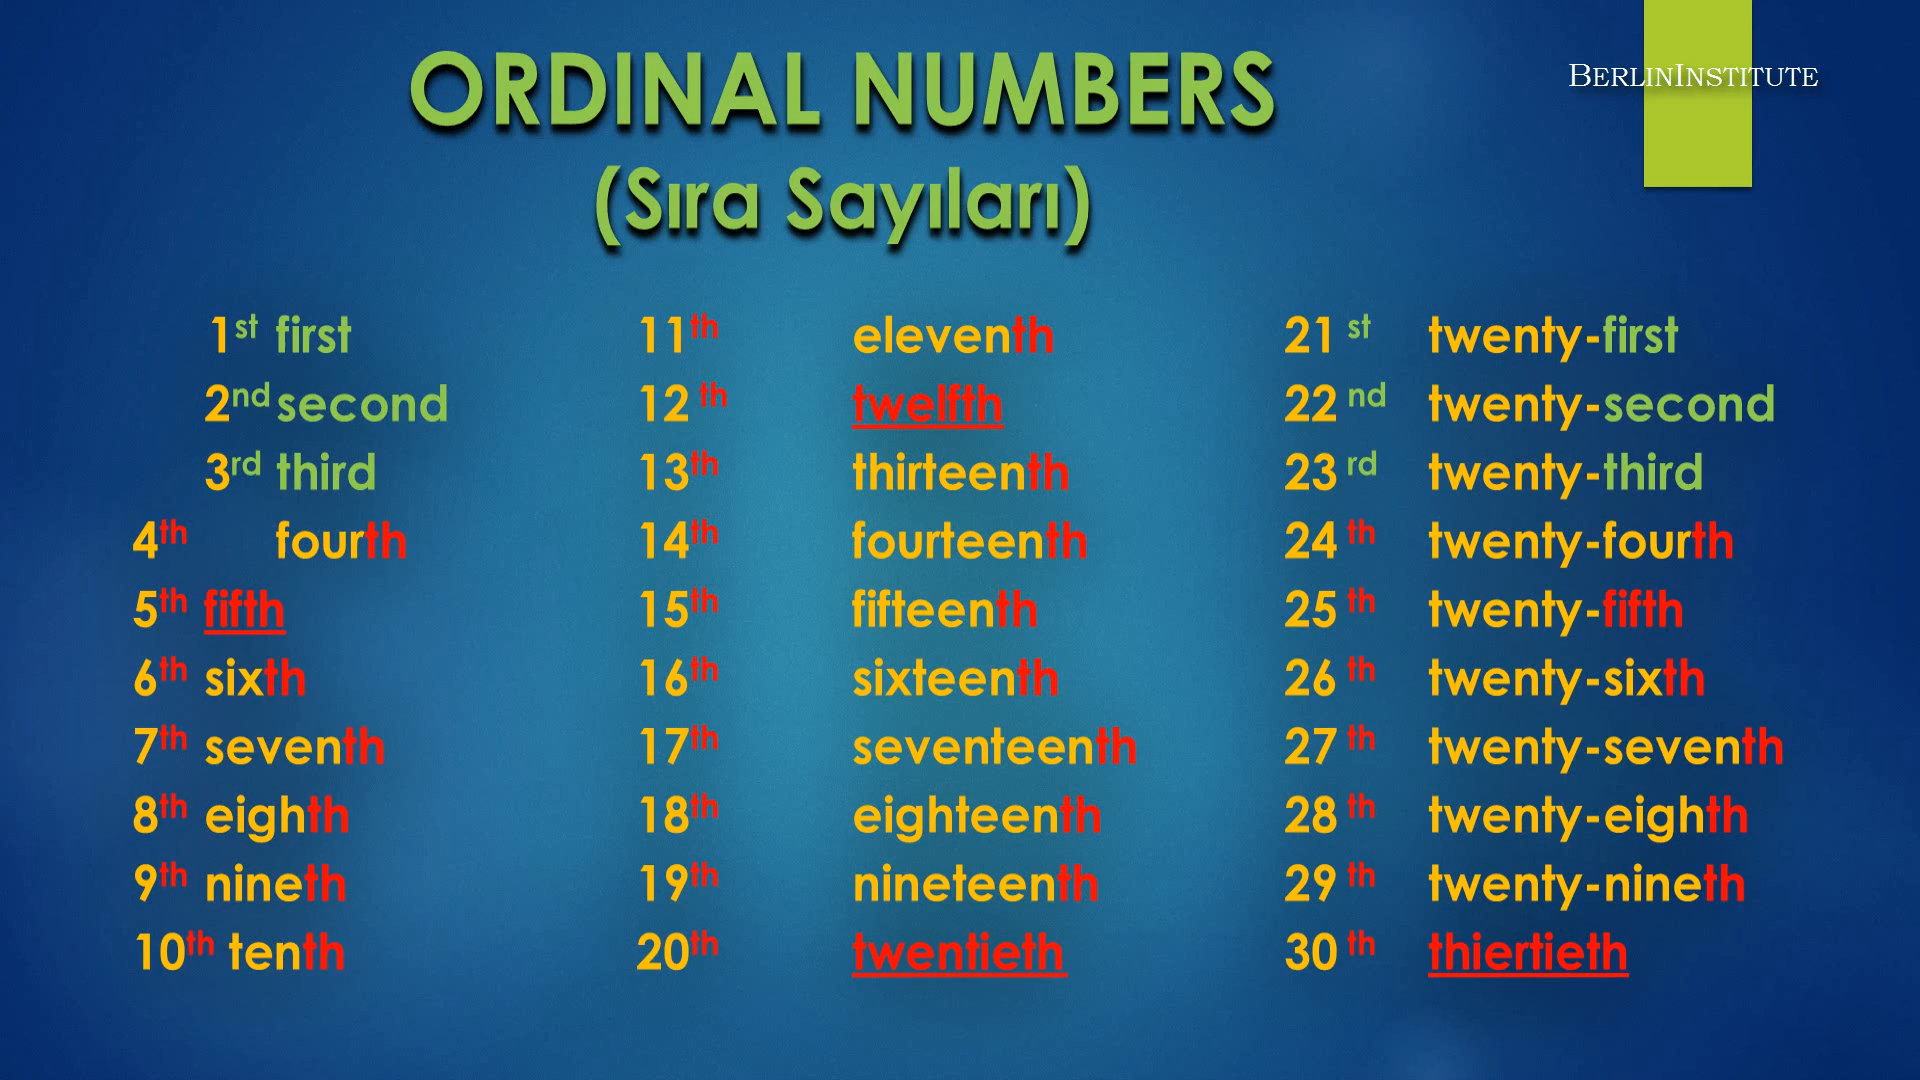 ORDINAL NUMBERS
(Sıra Sayıları)
BERLININSTITUTE
1st first
2nd second
3rd third
4th fourth
5th fifth
6th sixth
7th seventh
8th eighth
9th nineth
10th tenth
11th eleventh
12 th twelfth
13th thirteenth
14th fourteenth
15th fifteenth
16th sixteenth
17th seventeenth
18th eighteenth
19th nineteenth
20th twentieth
21 st twenty-first
22 nd twenty-second
23 rd twenty-third
24 th twenty-fourth
25 th twenty-fifth
26 th twenty-sixth
27 th twenty-seventh
28 th twenty-eighth
29 th twenty-nineth
30 th thiertieth